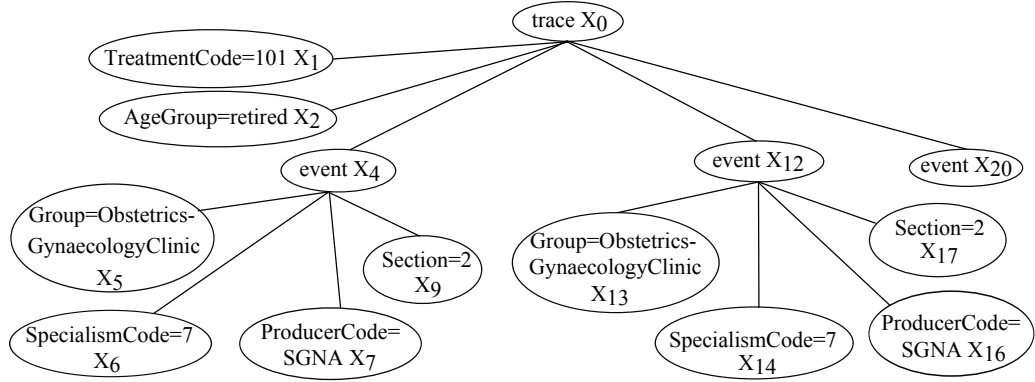 trace X0
TreatmentCode=101 X1
AgeGroup=retired X2
event X4
event X12
event X20
Group=Obstetrics-
GynaecologyClinic
X5
Section=2
X9
Group=Obstetrics-
GynaecologyClinic
X13
Section=2
X17
SpecialismCode=7
X6
ProducerCode=
SGNA X7
SpecialismCode=7
X14
ProducerCode=
SGNA X16